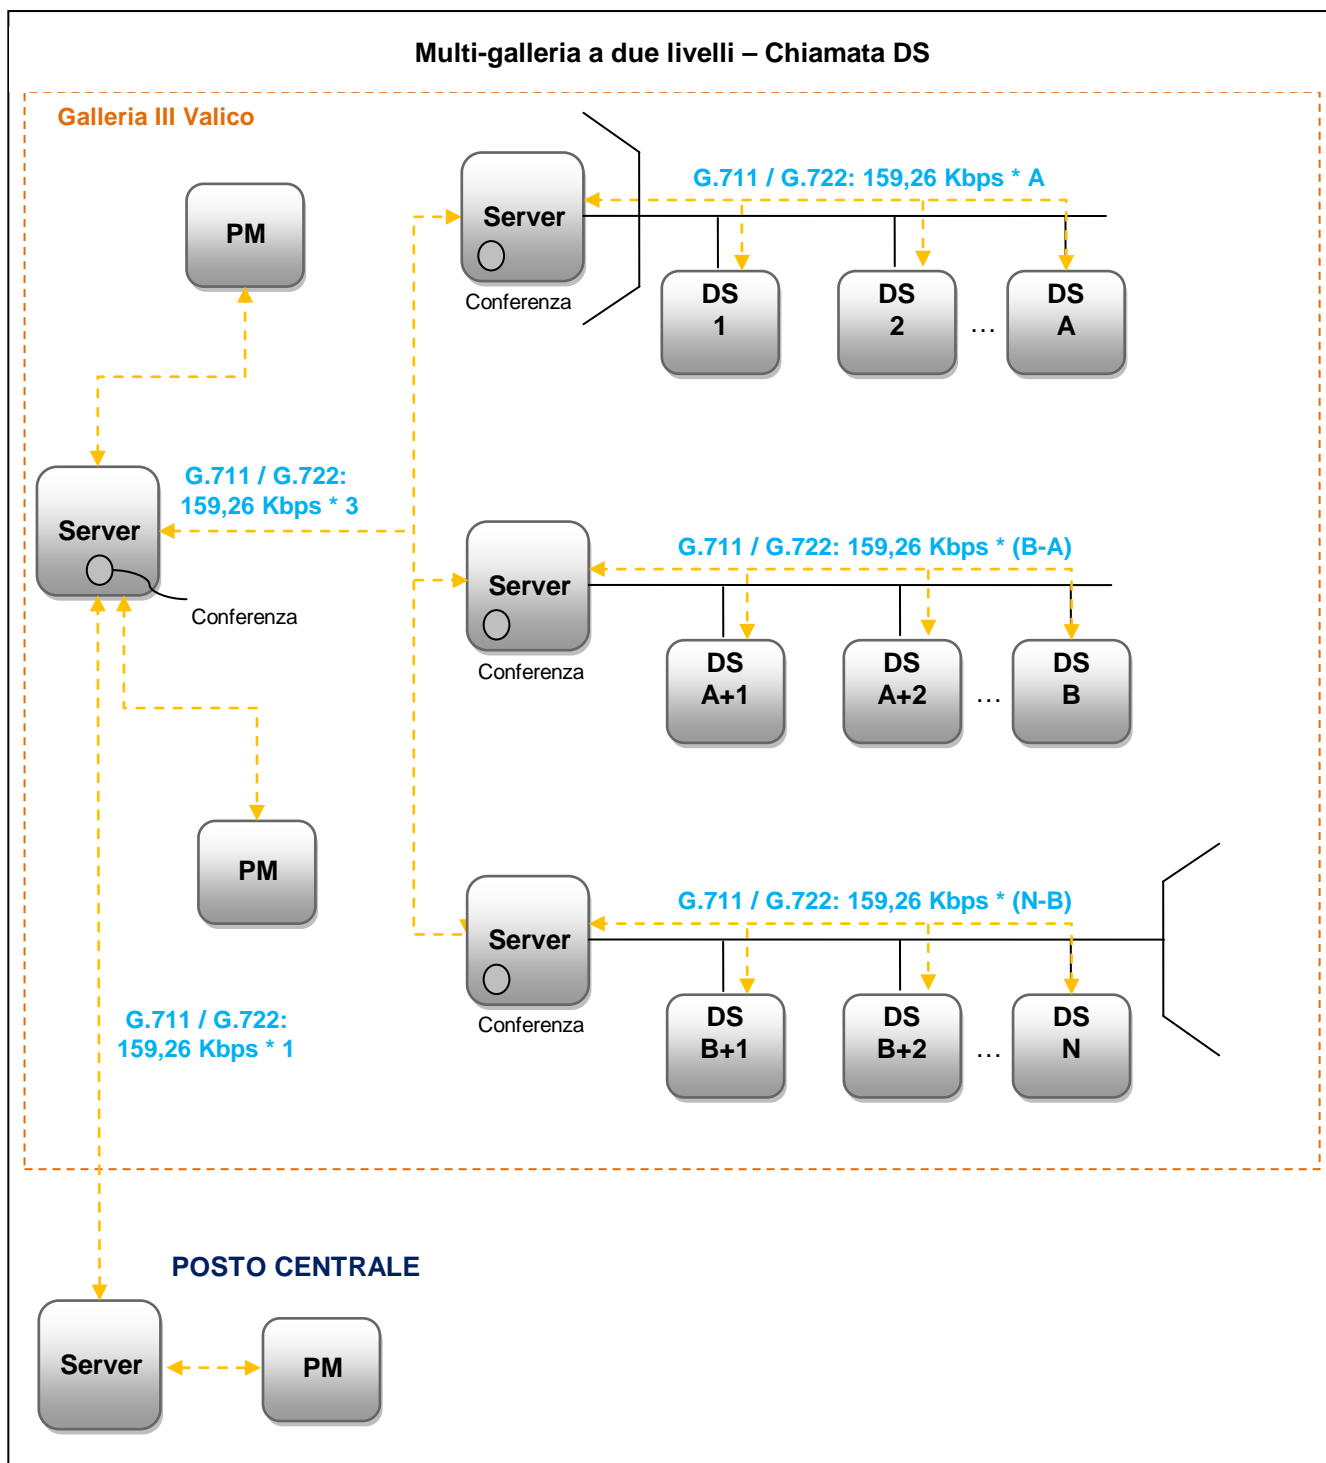 Multi-galleria a due livelli – Chiamata DS
Galleria III Valico
PM
Server
Conferenza
G.711 / G.722: 159,26 Kbps * A
DS
1
DS
2
…
DS
A
G.711 / G.722:
159,26 Kbps * 3
Server
Conferenza
Server
Conferenza
G.711 / G.722: 159,26 Kbps * (B-A)
DS
A+1
DS
A+2
…
DS
B
PM
Server
Conferenza
G.711 / G.722: 159,26 Kbps * (N-B)
DS
B+1
DS
B+2
…
DS
N
G.711 / G.722:
159,26 Kbps * 1
POSTO CENTRALE
Server
PM